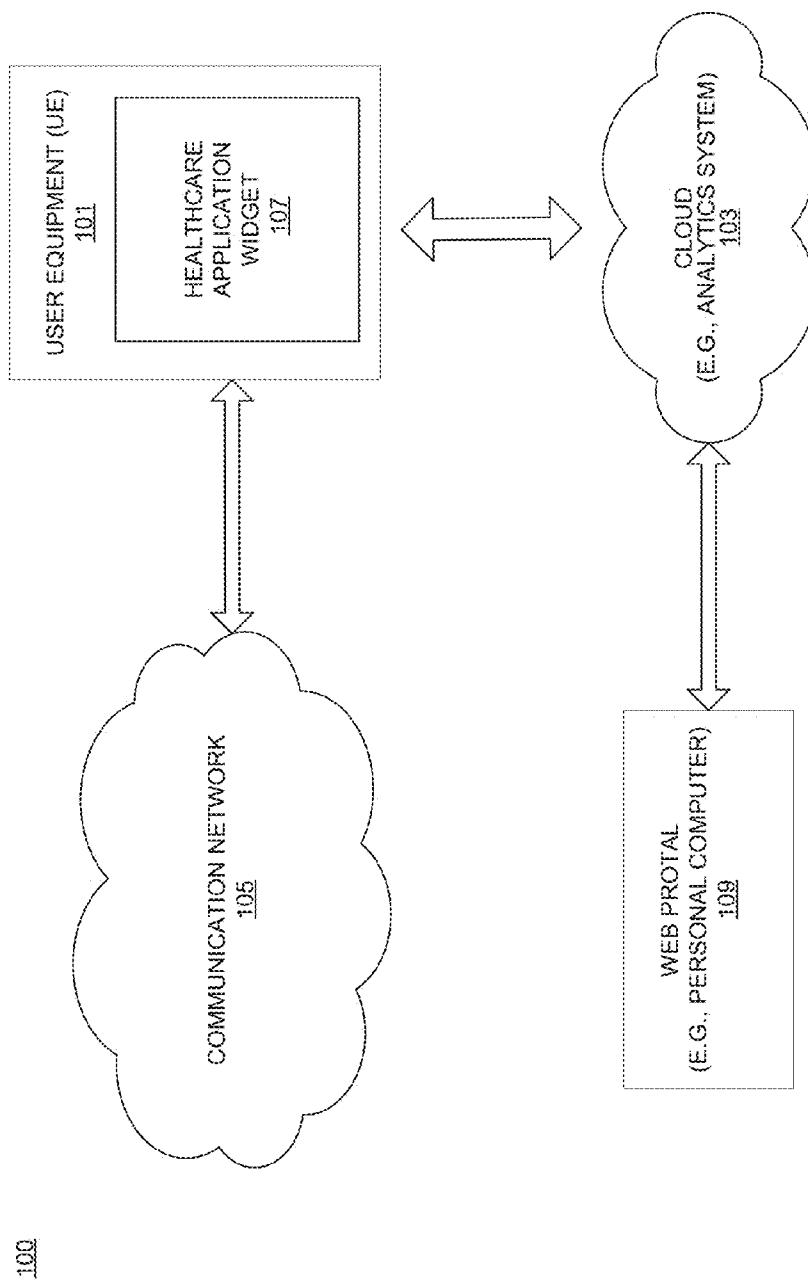 100
COMMUNICATION NETWORK
105
USER EQUIPMENT (UE)
101
HEALTHCARE
APPLICATION
WIDGET
107
WEB PROTAL
(E.G., PERSONAL COMPUTER)
109
CLOUD
(E.G., ANALYTICS SYSTEM)
103